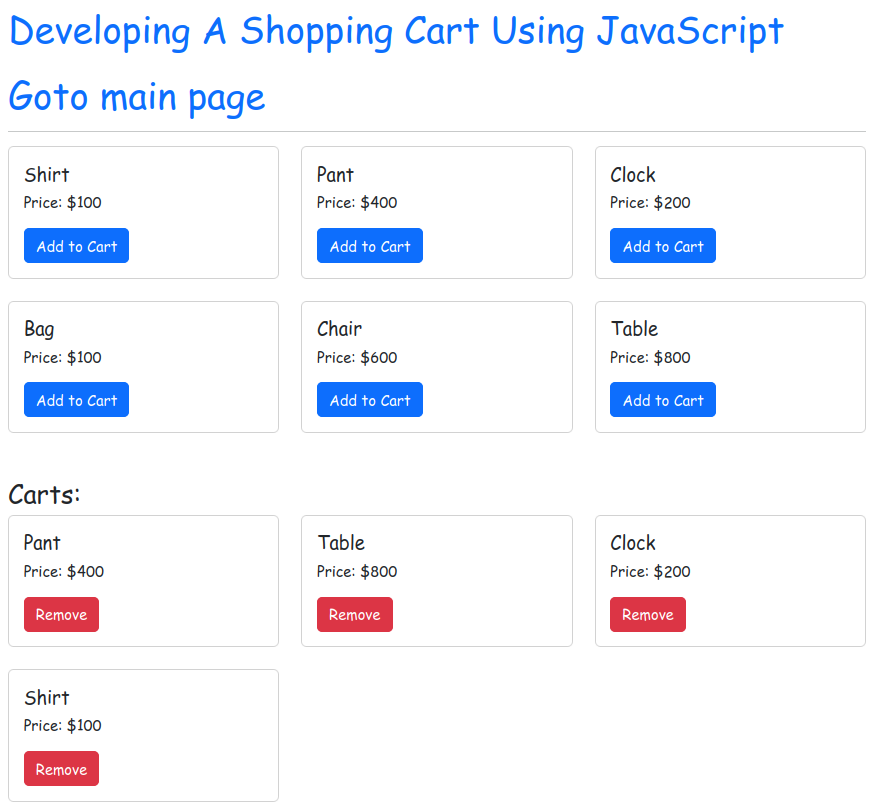 Developing A Shopping Cart Using JavaScript
Goto main page
Shirt
Price: $100
Add to Cart
Pant
Price: $400
Add to Cart
Clock
Price: $200
Add to Cart
Bag
Price: $100
Add to Cart
Chair
Price: $600
Add to Cart
Table
Price: $800
Add to Cart
Carts:
Pant
Price: $400
Remove
Table
Price: $800
Remove
Clock
Price: $200
Remove
Shirt
Price: $100
Remove